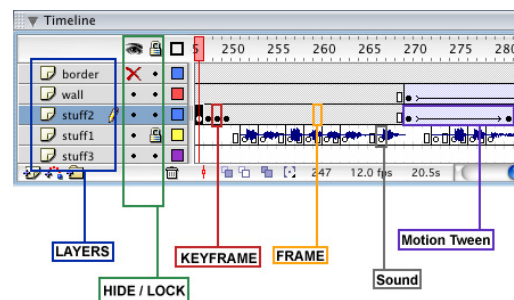 Timeline
5 250 255 260 265 270 275 280
border
wall
stuff2
stuff1
stuff3
247 12.0 fps 20.5s
LAYERS
KEYFRAME
FRAME
Motion Tween
Sound
HIDE / LOCK